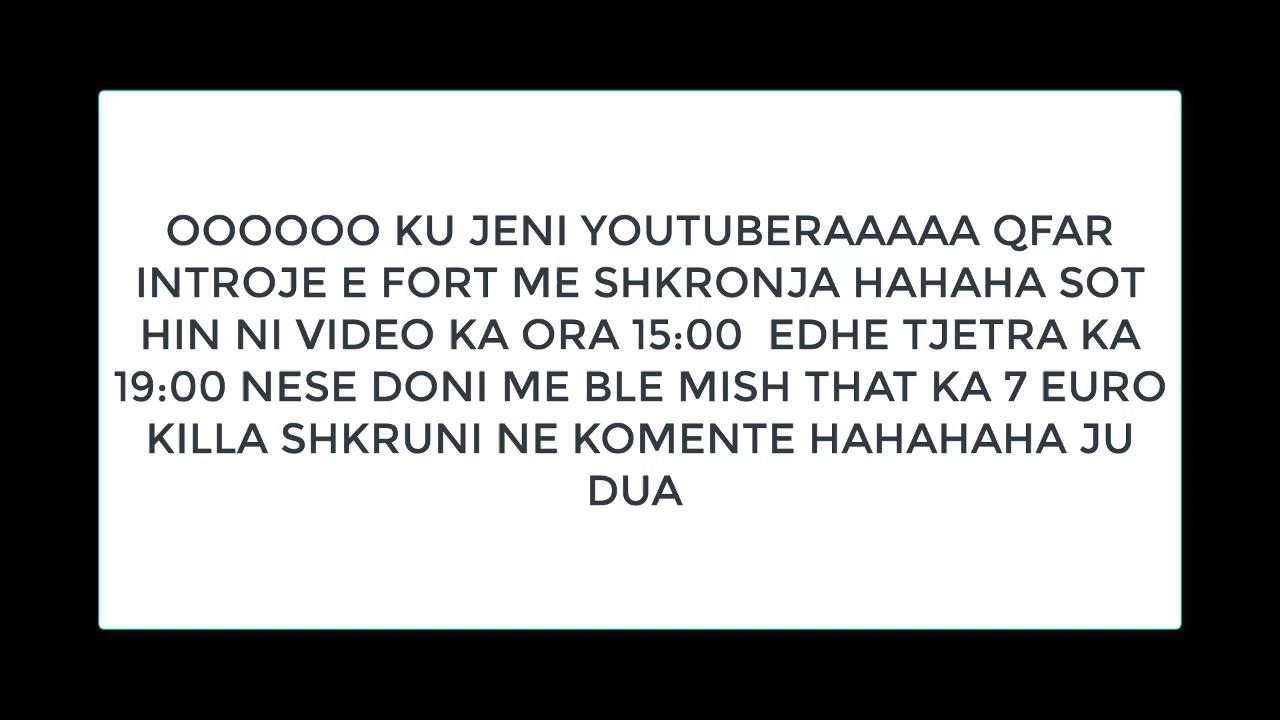 OOOOOO KU JENI YOUTUBERAAAAA QFAR
INTROJE E FORT ME SHKRONJA HAHAHA SOT
HIN NI VIDEO KA ORA 15:00  EDHE TJETRA KA
19:00 NESE DONI ME BLE MISH THAT KA 7 EURO
KILLA SHKRUNI NE KOMENTE HAHAHAHA JU
DUA